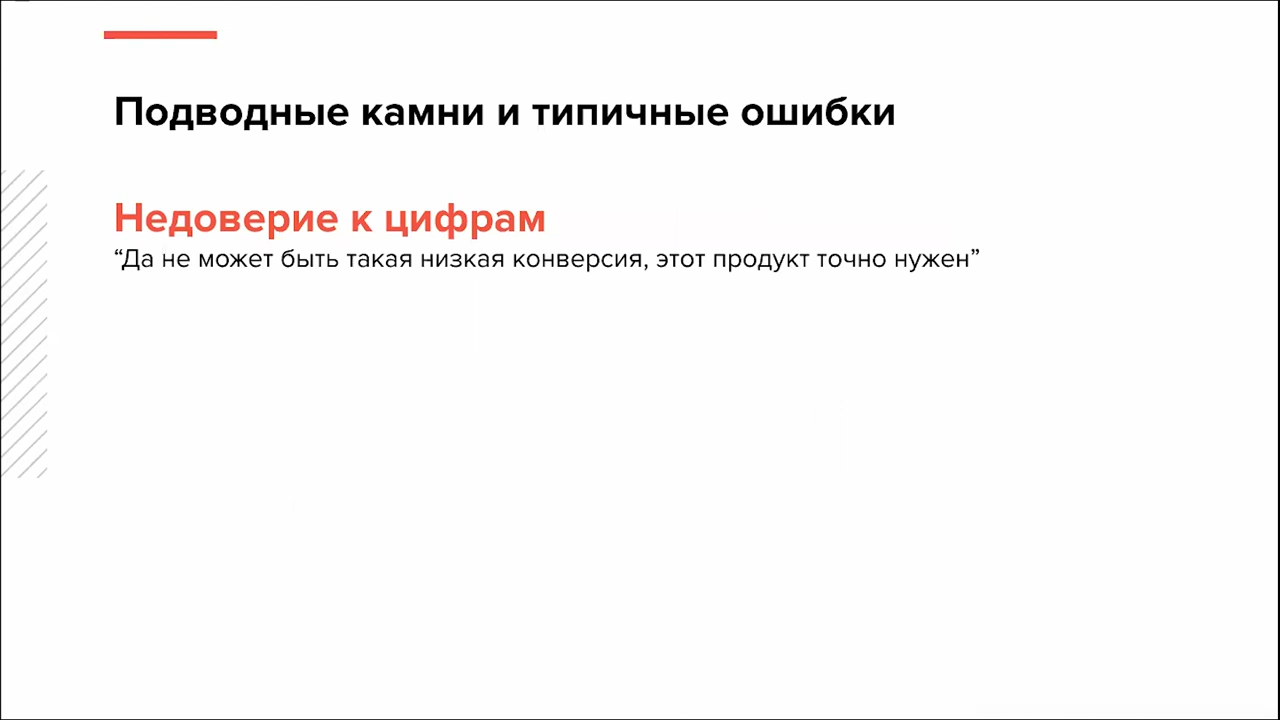 Подводные камни и типичные ошибки
Недоверие к цифрам
“Да не может быть такая низкая конверсия, этот продукт точно нужен”